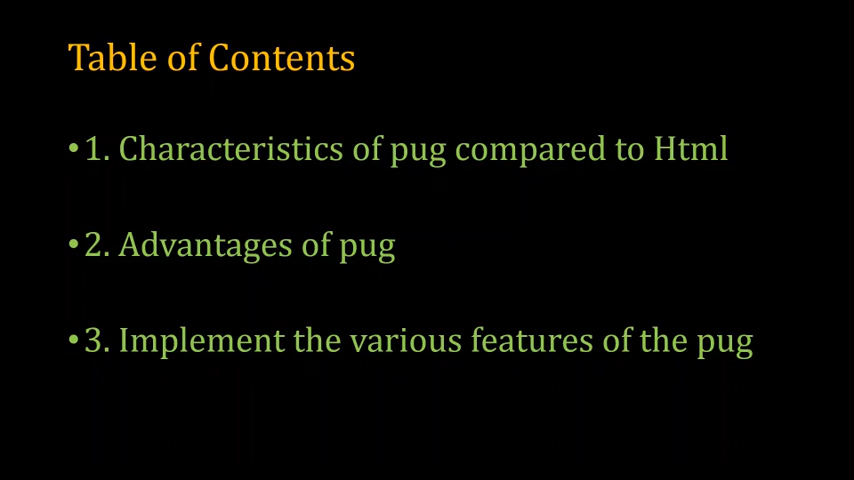 Table of Contents
•1. Characteristics of pug compared to Html
•2. Advantages of pug
•3. Implement the various features of the pug